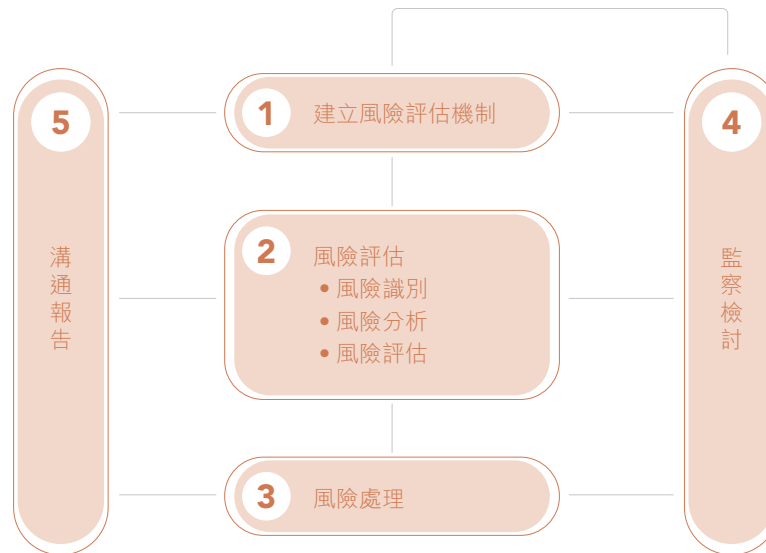 1 建立風險評估機制
2 風險評估
• 風險識別
• 風險分析
• 風險評估
3 風險處理
4
監察檢討
5
溝通報告